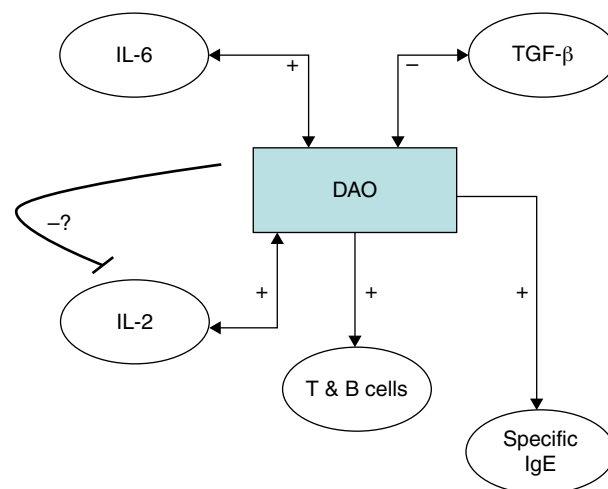 IL-6
TGF-β
+
–
DAO
–?
+
+
+
IL-2
T & B cells
Specific
IgE